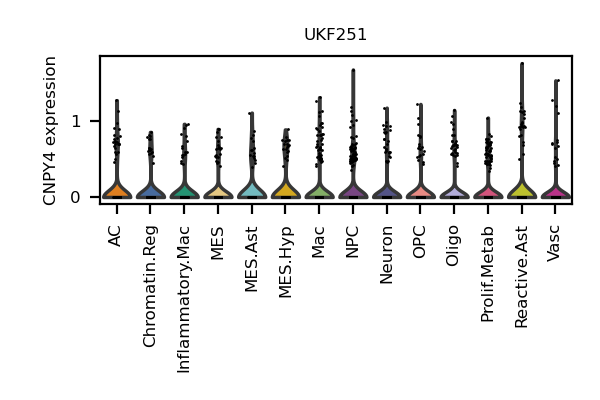 UKF251
CNPY4 expression
1
0
AC
Chromatin.Reg
Inflammatory.Mac
MES
MES.Ast
MES.Hyp
Mac
NPC
Neuron
OPC
Oligo
Prolif.Metab
Reactive.Ast
Vasc